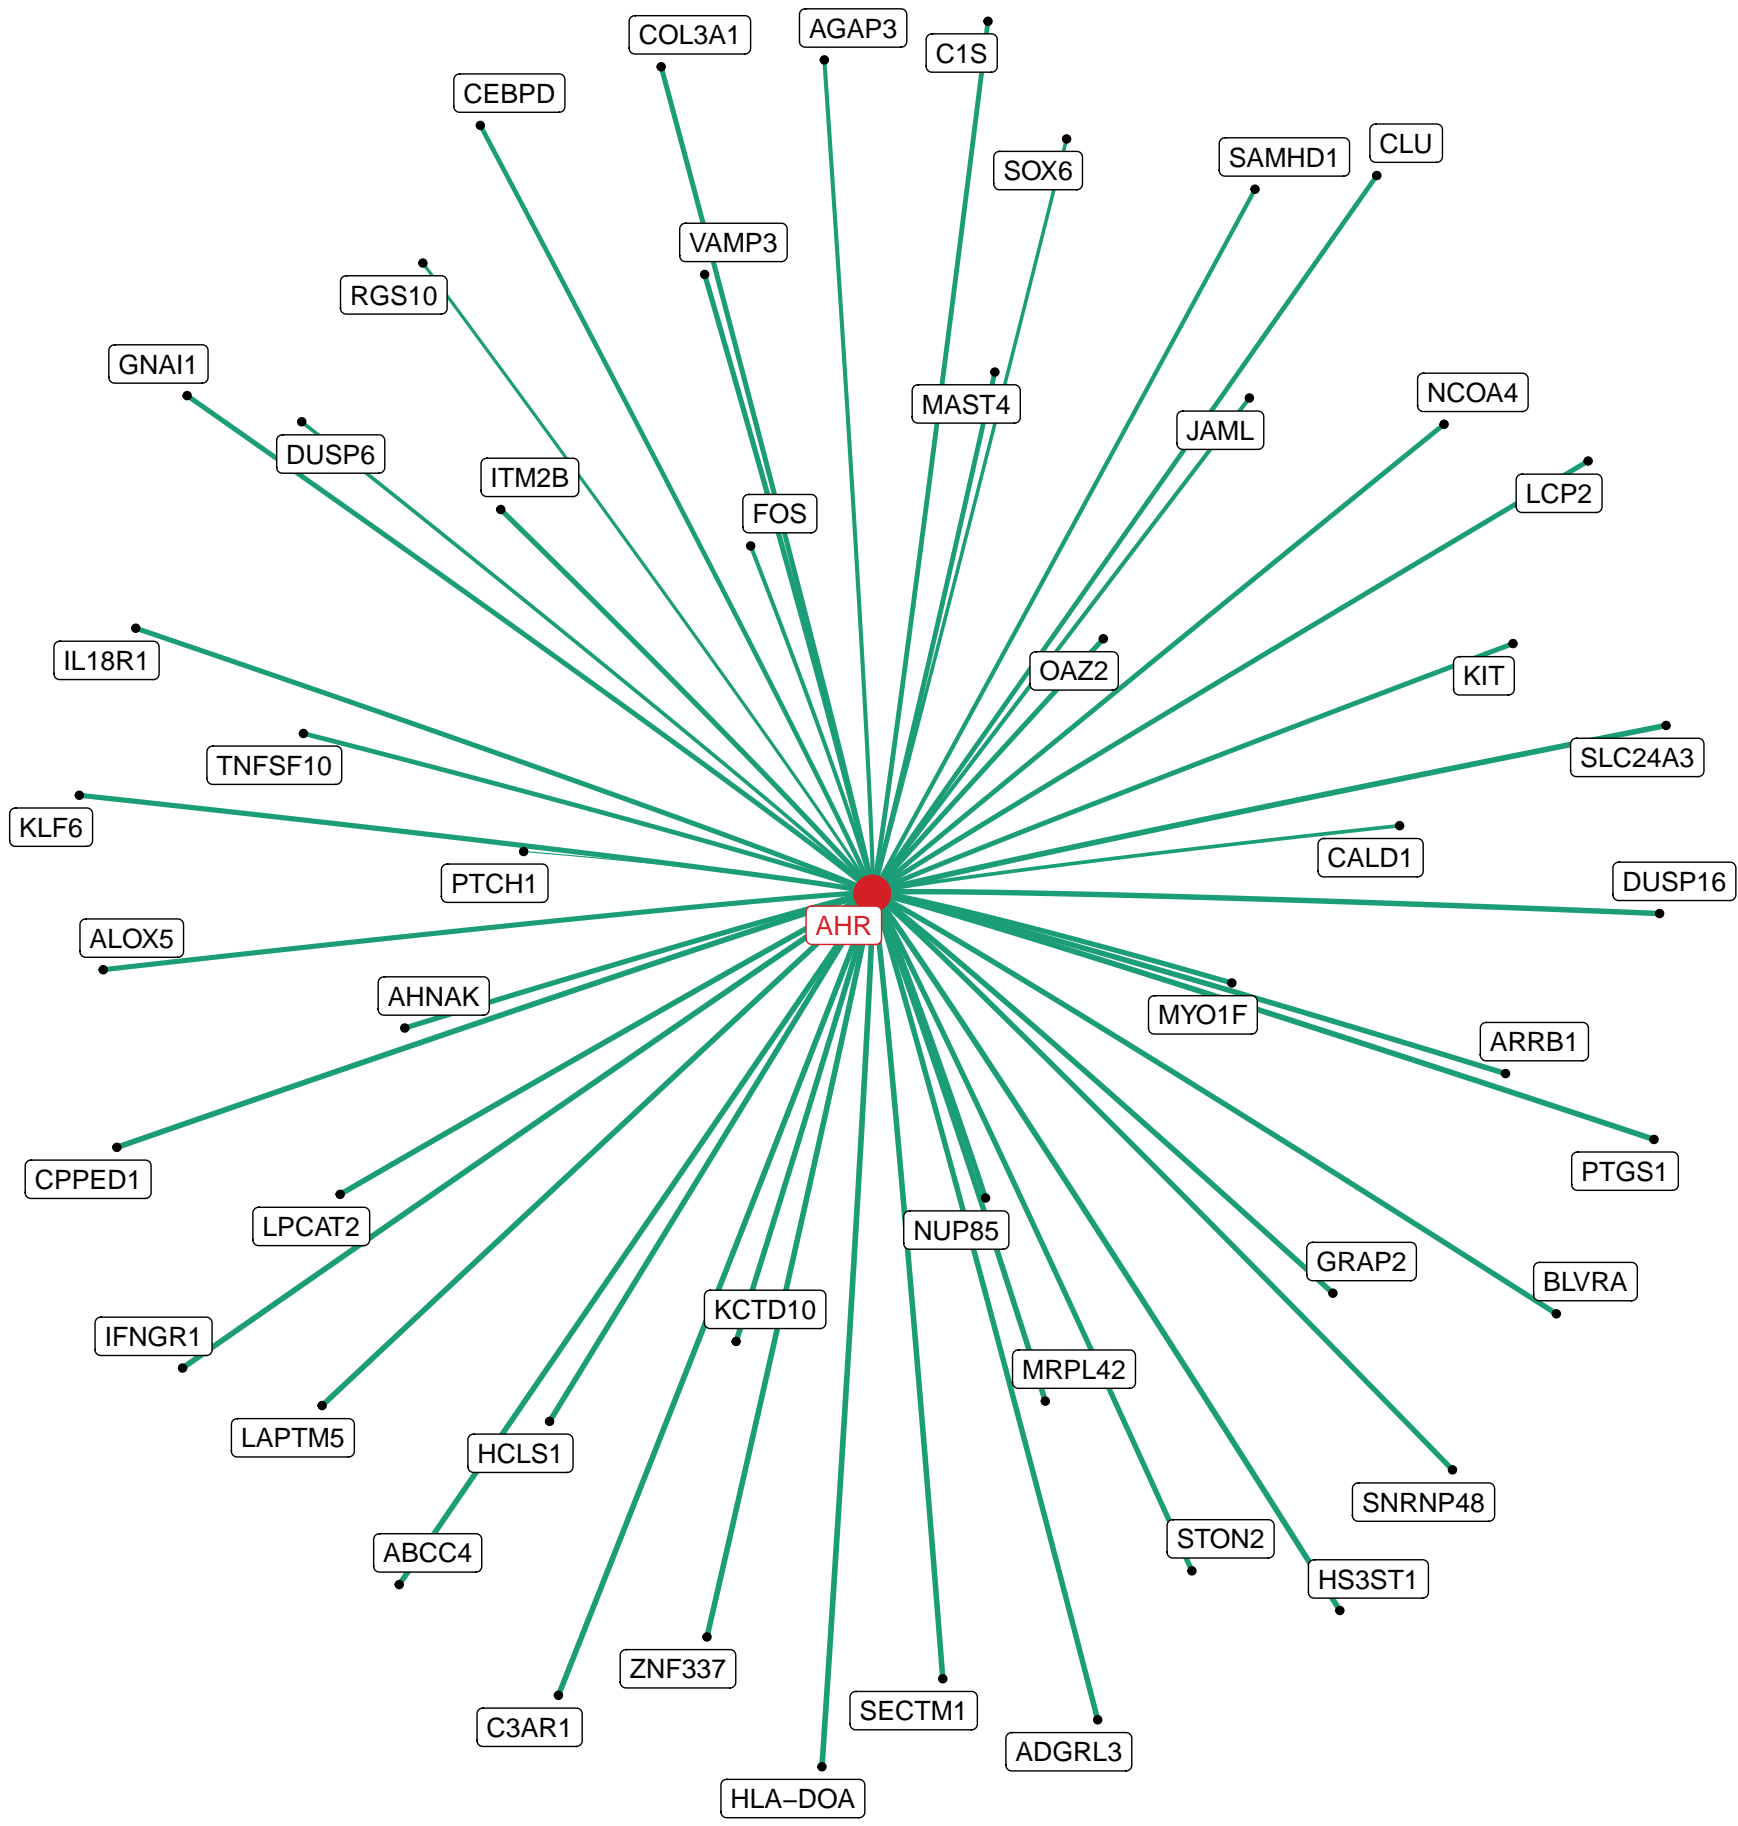 AGAP3
COL3A1
C1S
CEBPD
CLU
SAMHD1
SOX6
VAMP3
RGS10
GNAI1
NCOA4
MAST4
JAML
DUSP6
ITM2B
LCP2
FOS
IL18R1
OAZ2
KIT
SLC24A3
TNFSF10
KLF6
CALD1
PTCH1
DUSP16
AHR
ALOX5
AHNAK
MYO1F
ARRB1
PTGS1
CPPED1
LPCAT2
NUP85
GRAP2
BLVRA
KCTD10
IFNGR1
MRPL42
LAPTM5
HCLS1
SNRNP48
STON2
ABCC4
HS3ST1
ZNF337
SECTM1
C3AR1
ADGRL3
HLA−DOA